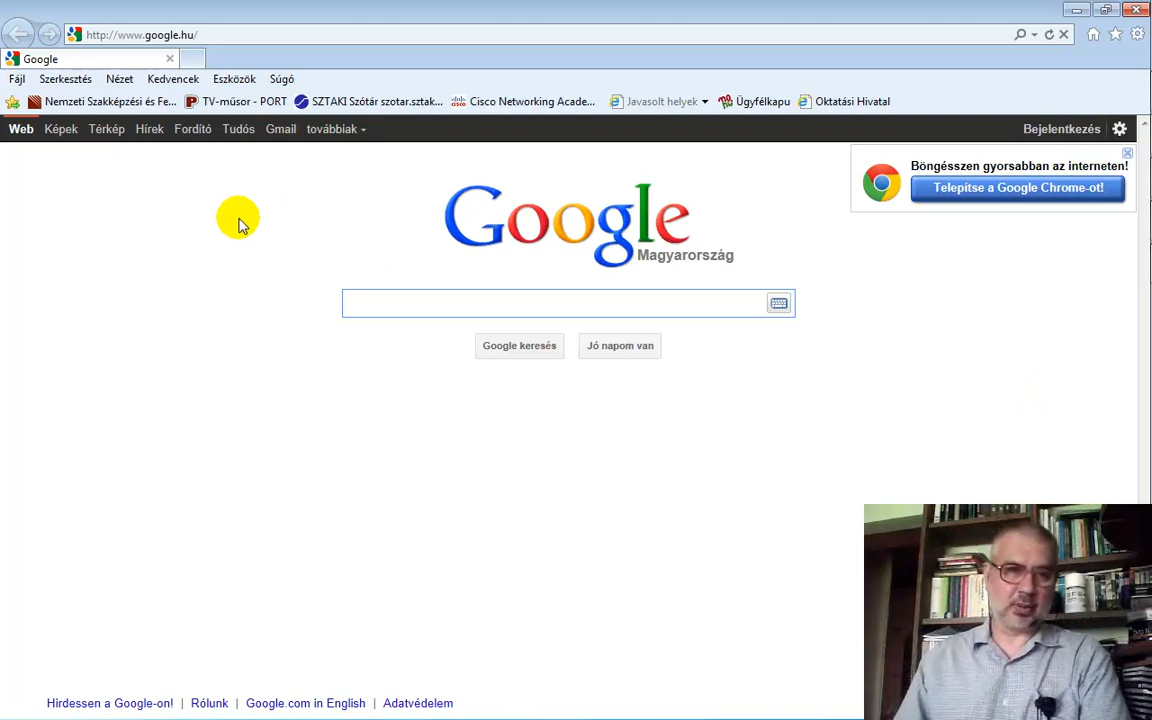 http://www.google.hu/
Google
Fájl Szerkesztés Nézet Kedvencek Eszközök Súgó
Nemzeti Szakképzési és Fe... TV-műsor - PORT SZTAKI Szótár szotar.sztak... Cisco Networking Acade... Javasolt helyek Ügyfélkapu Oktatási Hivatal
Web Képek Térkép Hírek Fordító Tudós Gmail továbbiak Bejelentkezés
Böngésszen gyorsabban az interneten!
Telepítse a Google Chrome-ot!
Google
Magyarország
Google keresés Jó napom van
Hirdessen a Google-on! | Rólunk | Google.com in English | Adatvédelem